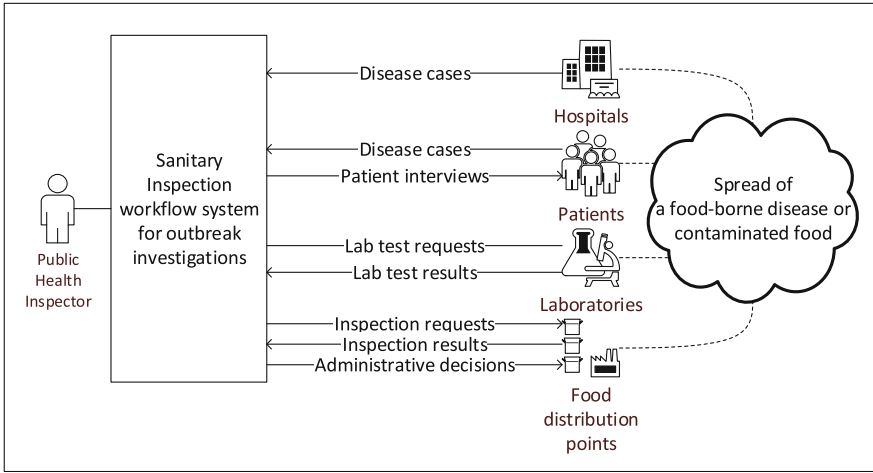 Disease cases
Hospitals
Disease cases
Patient interviews
Patients
Sanitary
Inspection
workflow system
for outbreak
investigations
Public
Health
Inspector
Spread of
a food-borne disease or
contaminated food
Lab test requests
Lab test results
Laboratories
Inspection requests
Inspection results
Administrative decisions
Food
distribution
points